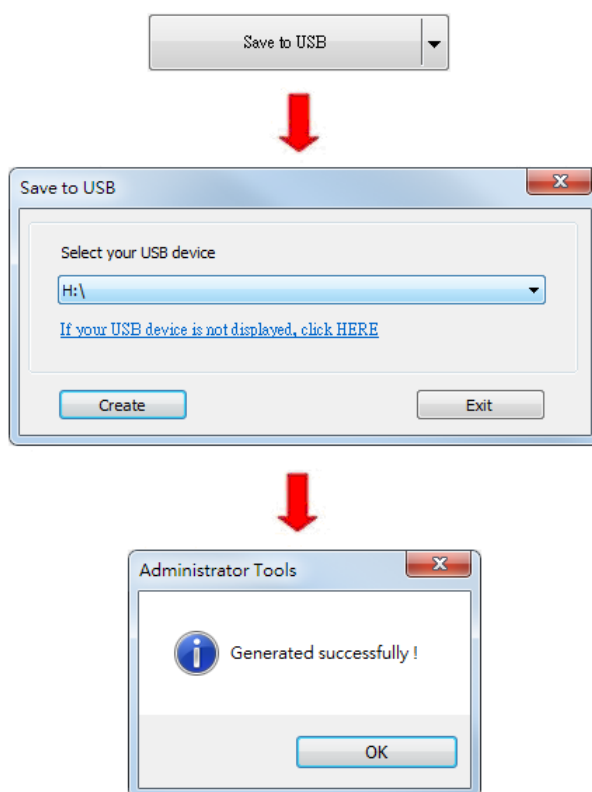 Save to USB
Save to USB
Select your USB device
H:\
If your USB device is not displayed, click HERE
Create Exit
Administrator Tools
Generated successfully !
OK